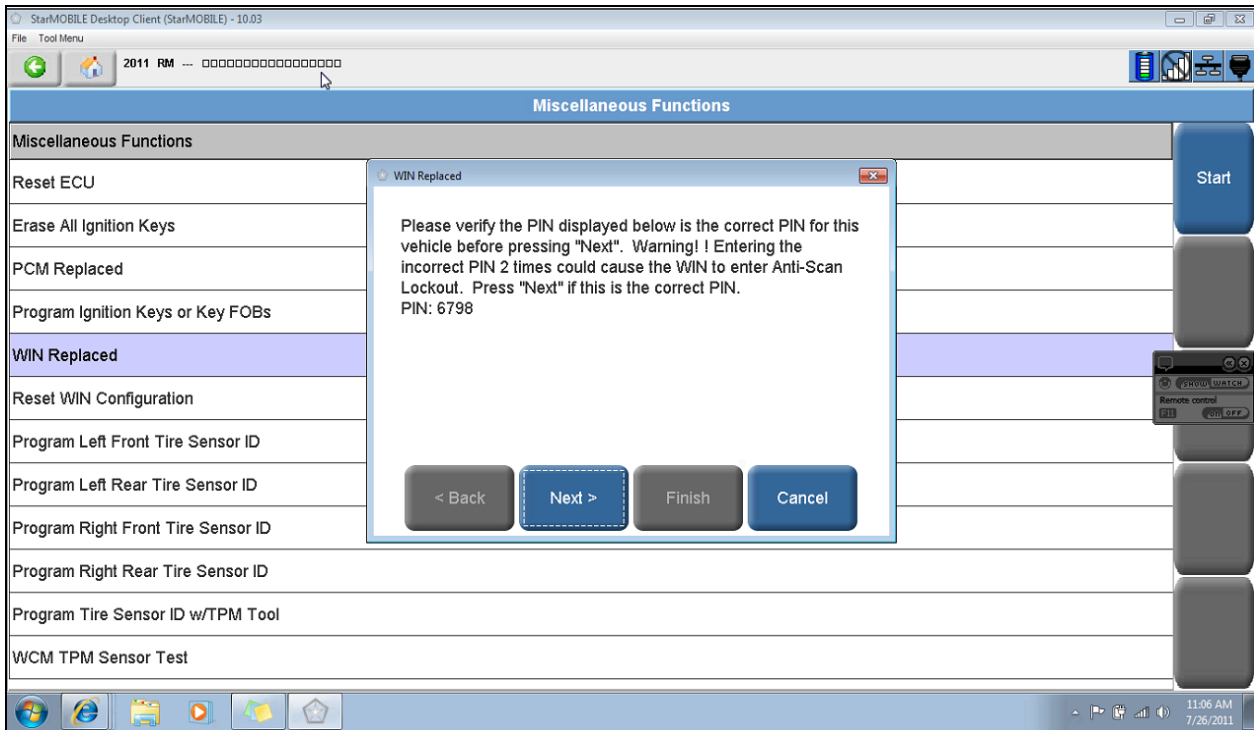 StarMOBILE Desktop Client (StarMOBILE) - 10.03
File Tool Menu
2011 RM --- □□□□□□□□□□□□□□□□□
Miscellaneous Functions
Miscellaneous Functions
Reset ECU
Erase All Ignition Keys
PCM Replaced
Program Ignition Keys or Key FOBs
WIN Replaced
Reset WIN Configuration
Program Left Front Tire Sensor ID
Program Left Rear Tire Sensor ID
Program Right Front Tire Sensor ID
Program Right Rear Tire Sensor ID
Program Tire Sensor ID w/TPM Tool
WCM TPM Sensor Test
Start
WIN Replaced
Please verify the PIN displayed below is the correct PIN for this
vehicle before pressing "Next". Warning! ! Entering the
incorrect PIN 2 times could cause the WIN to enter Anti-Scan
Lockout. Press "Next" if this is the correct PIN.
PIN: 6798
< Back
Next >
Finish
Cancel
SHOW WATCH
Remote control
F11 ON OFF
11:06 AM
7/26/2011